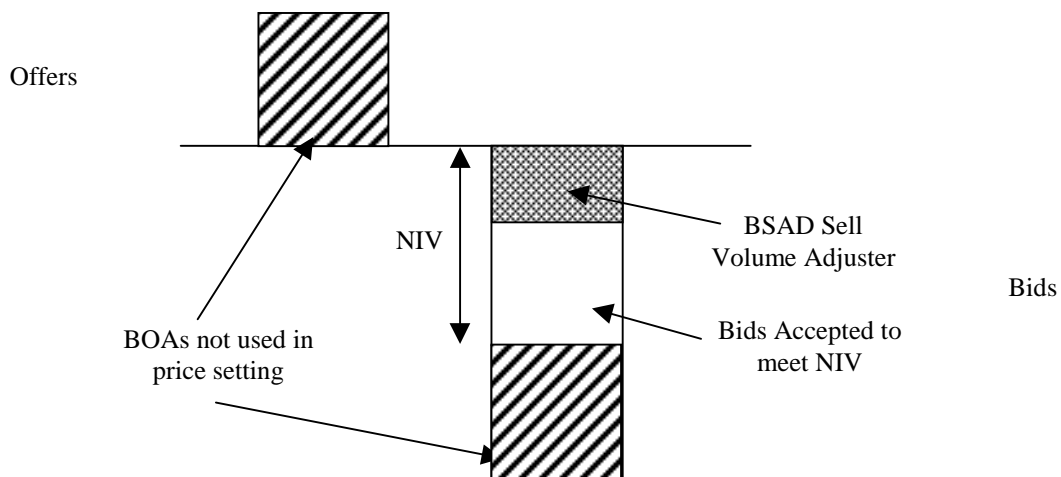 Offers
NIV
BSAD Sell
Volume Adjuster
Bids
BOAs not used in
price setting
Bids Accepted to
meet NIV